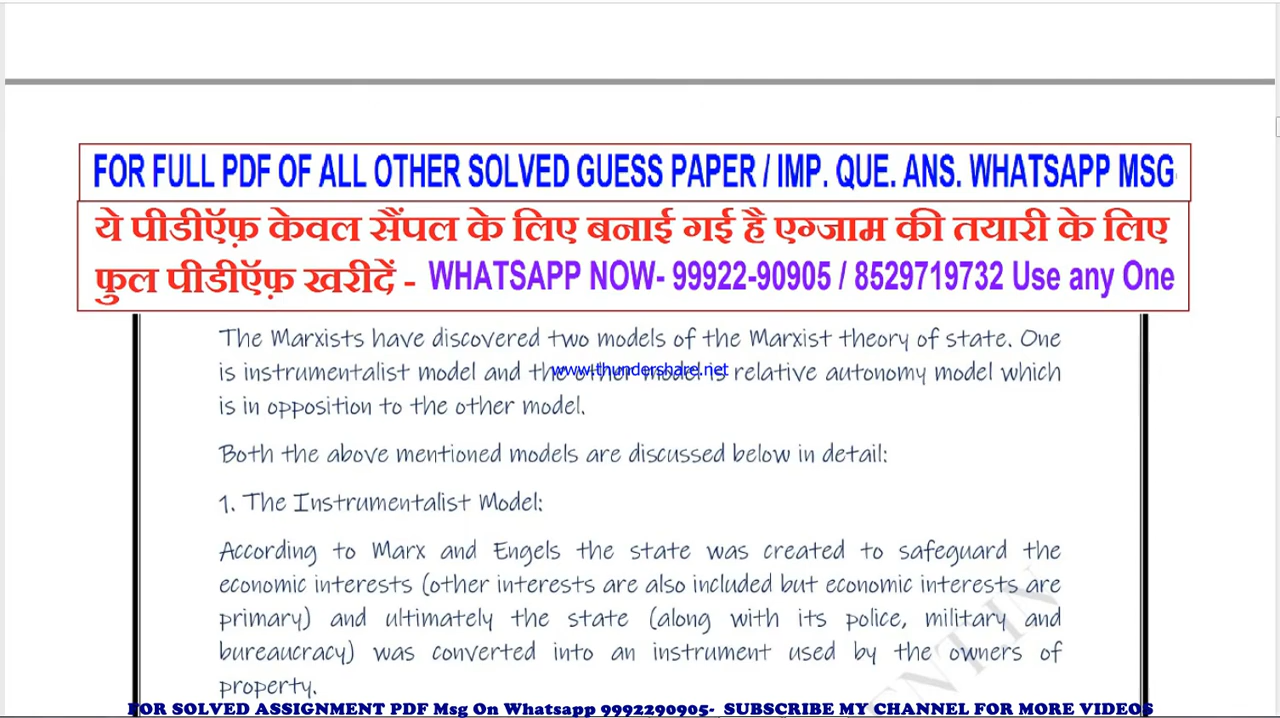 FOR FULL PDF OF ALL OTHER SOLVED GUESS PAPER / IMP. QUE. ANS. WHATSAPP MSG
ये पीडीऍफ़ केवल सैंपल के लिए बनाई गई है एग्जाम की तयारी के लिए
फुल पीडीऍफ़ खरीदें - WHATSAPP NOW- 99922-90905 / 8529719732 Use any One
The Marxists have discovered two models of the Marxist theory of state. One
is instrumentalist model and the other model is relative autonomy model which
www.thundershare.net
is in opposition to the other model.
Both the above mentioned models are discussed below in detail:
1. The Instrumentalist Model:
According to Marx and Engels the state was created to safeguard the
economic interests (other interests are also included but economic interests are
primary) and ultimately the state (along with its police, military and
bureaucracy) was converted into an instrument used by the owners of
property.
FOR SOLVED ASSIGNMENT PDF Msg On Whatsapp 9992290905- SUBSCRIBE MY CHANNEL FOR MORE VIDEOS